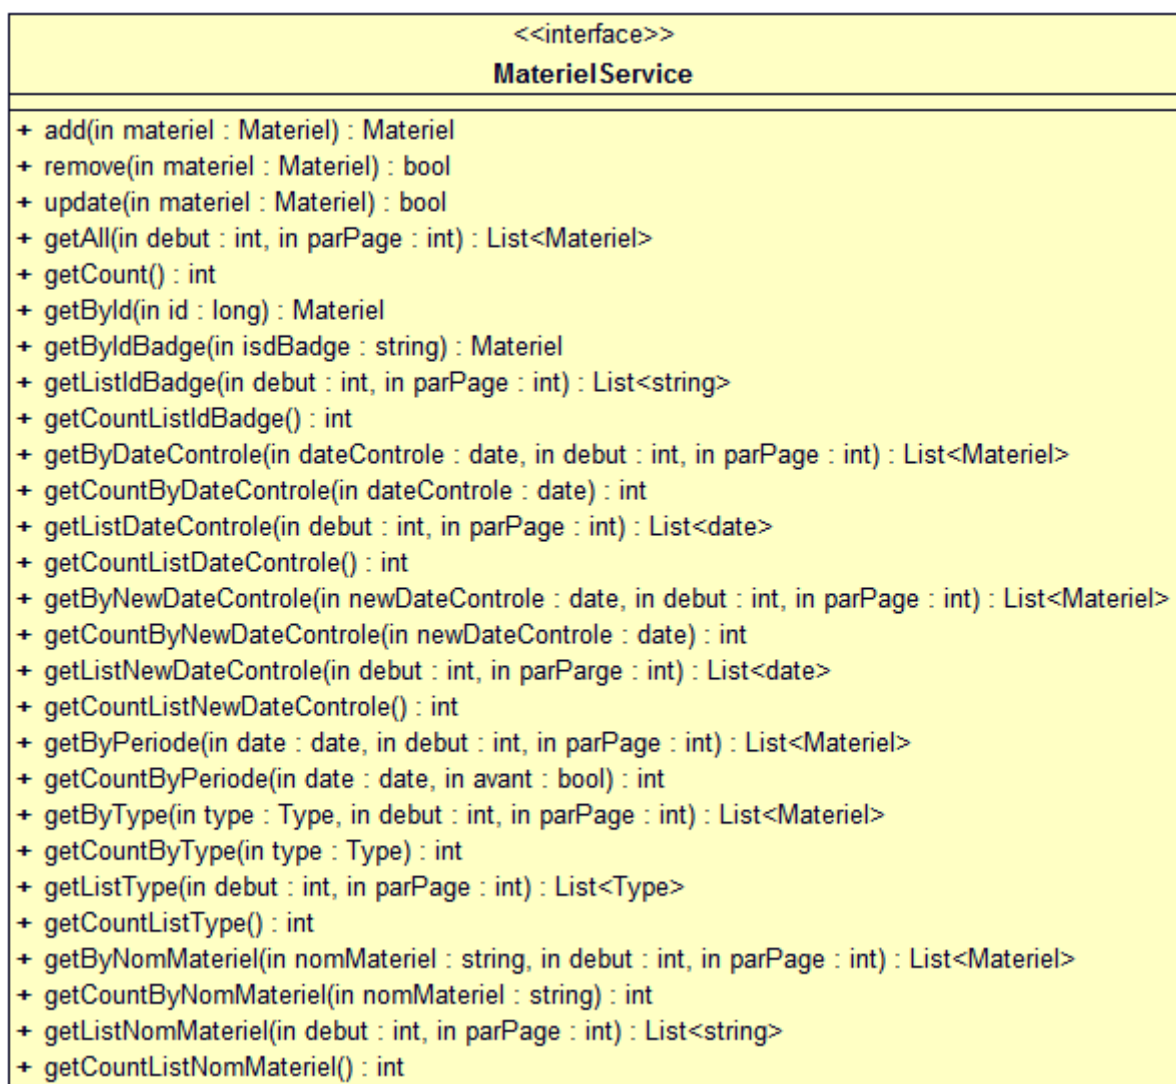 <<interface>>
MaterielService
+ add(in materiel : Materiel) : Materiel
+ remove(in materiel : Materiel) : bool
+ update(in materiel : Materiel) : bool
+ getAll(in debut : int, in parPage : int) : List<Materiel>
+ getCount() : int
+ getById(in id : long) : Materiel
+ getByIdBadge(in isdBadge : string) : Materiel
+ getListIdBadge(in debut : int, in parPage : int) : List<string>
+ getCountListIdBadge() : int
+ getByDateControle(in dateControle : date, in debut : int, in parPage : int) : List<Materiel>
+ getCountByDateControle(in dateControle : date) : int
+ getListDateControle(in debut : int, in parPage : int) : List<date>
+ getCountListDateControle() : int
+ getByNewDateControle(in newDateControle : date, in debut : int, in parPage : int) : List<Materiel>
+ getCountByNewDateControle(in newDateControle : date) : int
+ getListNewDateControle(in debut : int, in parParge : int) : List<date>
+ getCountListNewDateControle() : int
+ getByPeriode(in date : date, in debut : int, in parPage : int) : List<Materiel>
+ getCountByPeriode(in date : date, in avant : bool) : int
+ getByType(in type : Type, in debut : int, in parPage : int) : List<Materiel>
+ getCountByType(in type : Type) : int
+ getListType(in debut : int, in parPage : int) : List<Type>
+ getCountListType() : int
+ getByNomMateriel(in nomMateriel : string, in debut : int, in parPage : int) : List<Materiel>
+ getCountByNomMateriel(in nomMateriel : string) : int
+ getListNomMateriel(in debut : int, in parPage : int) : List<string>
+ getCountListNomMateriel() : int